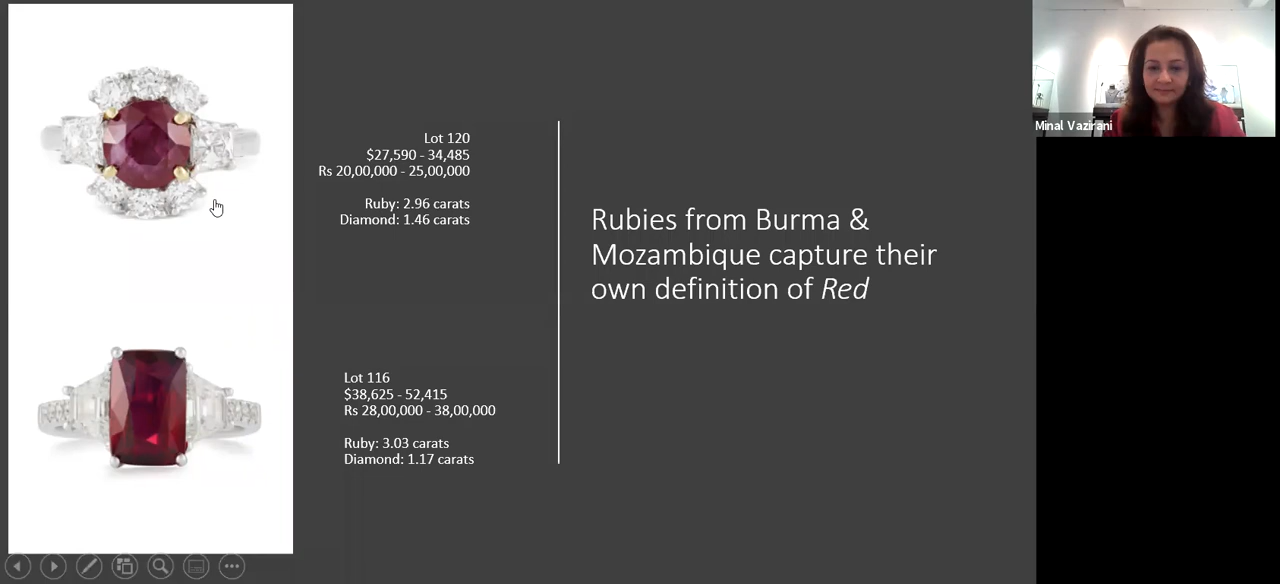 Lot 120
$27,590 - 34,485
Rs 20,00,000 - 25,00,000
Ruby: 2.96 carats
Diamond: 1.46 carats
Lot 116
$38,625 - 52,415
Rs 28,00,000 - 38,00,000
Ruby: 3.03 carats
Diamond: 1.17 carats
Rubies from Burma &
Mozambique capture their
own definition of Red
Minal Vazirani